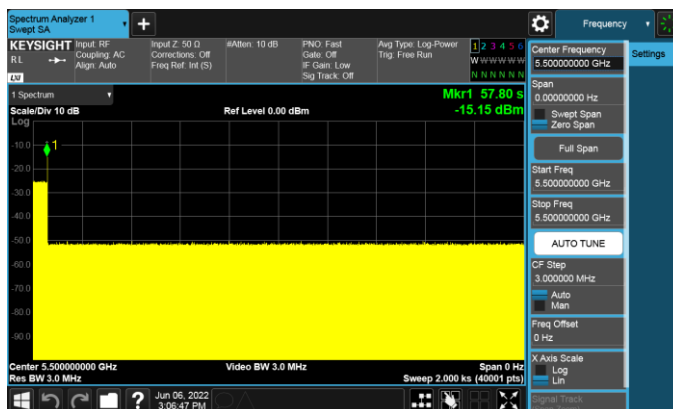 Spectrum Analyzer 1
Swept SA
Frequency
KEYSIGHT
RL
LXI
Input: RF
Coupling: AC
Align: Auto
Input Z: 50 Ω
Corrections: Off
Freq Ref: Int (S)
#Atten: 10 dB
PNO: Fast
Gate: Off
IF Gain: Low
Sig Track: Off
Avg Type: Log-Power
Trig: Free Run
1 2 3 4 5 6
W W W W W W
N N N N N N
1 Spectrum
Scale/Div 10 dB
Log
Ref Level 0.00 dBm
Mkr1 57.80 s
-15.15 dBm
1
-10.0
-20.0
-30.0
-40.0
-50.0
-60.0
-70.0
-80.0
-90.0
Center 5.500000000 GHz
Res BW 3.0 MHz
Video BW 3.0 MHz
Span 0 Hz
Sweep 2.000 ks (40001 pts)
Jun 06, 2022
3:06:47 PM
Center Frequency
5.500000000 GHz
Span
0.00000000 Hz
Swept Span
Zero Span
Full Span
Start Freq
5.500000000 GHz
Stop Freq
5.500000000 GHz
AUTO TUNE
CF Step
3.000000 MHz
Auto
Man
Freq Offset
0 Hz
X Axis Scale
Log
Lin
Signal Track
Settings